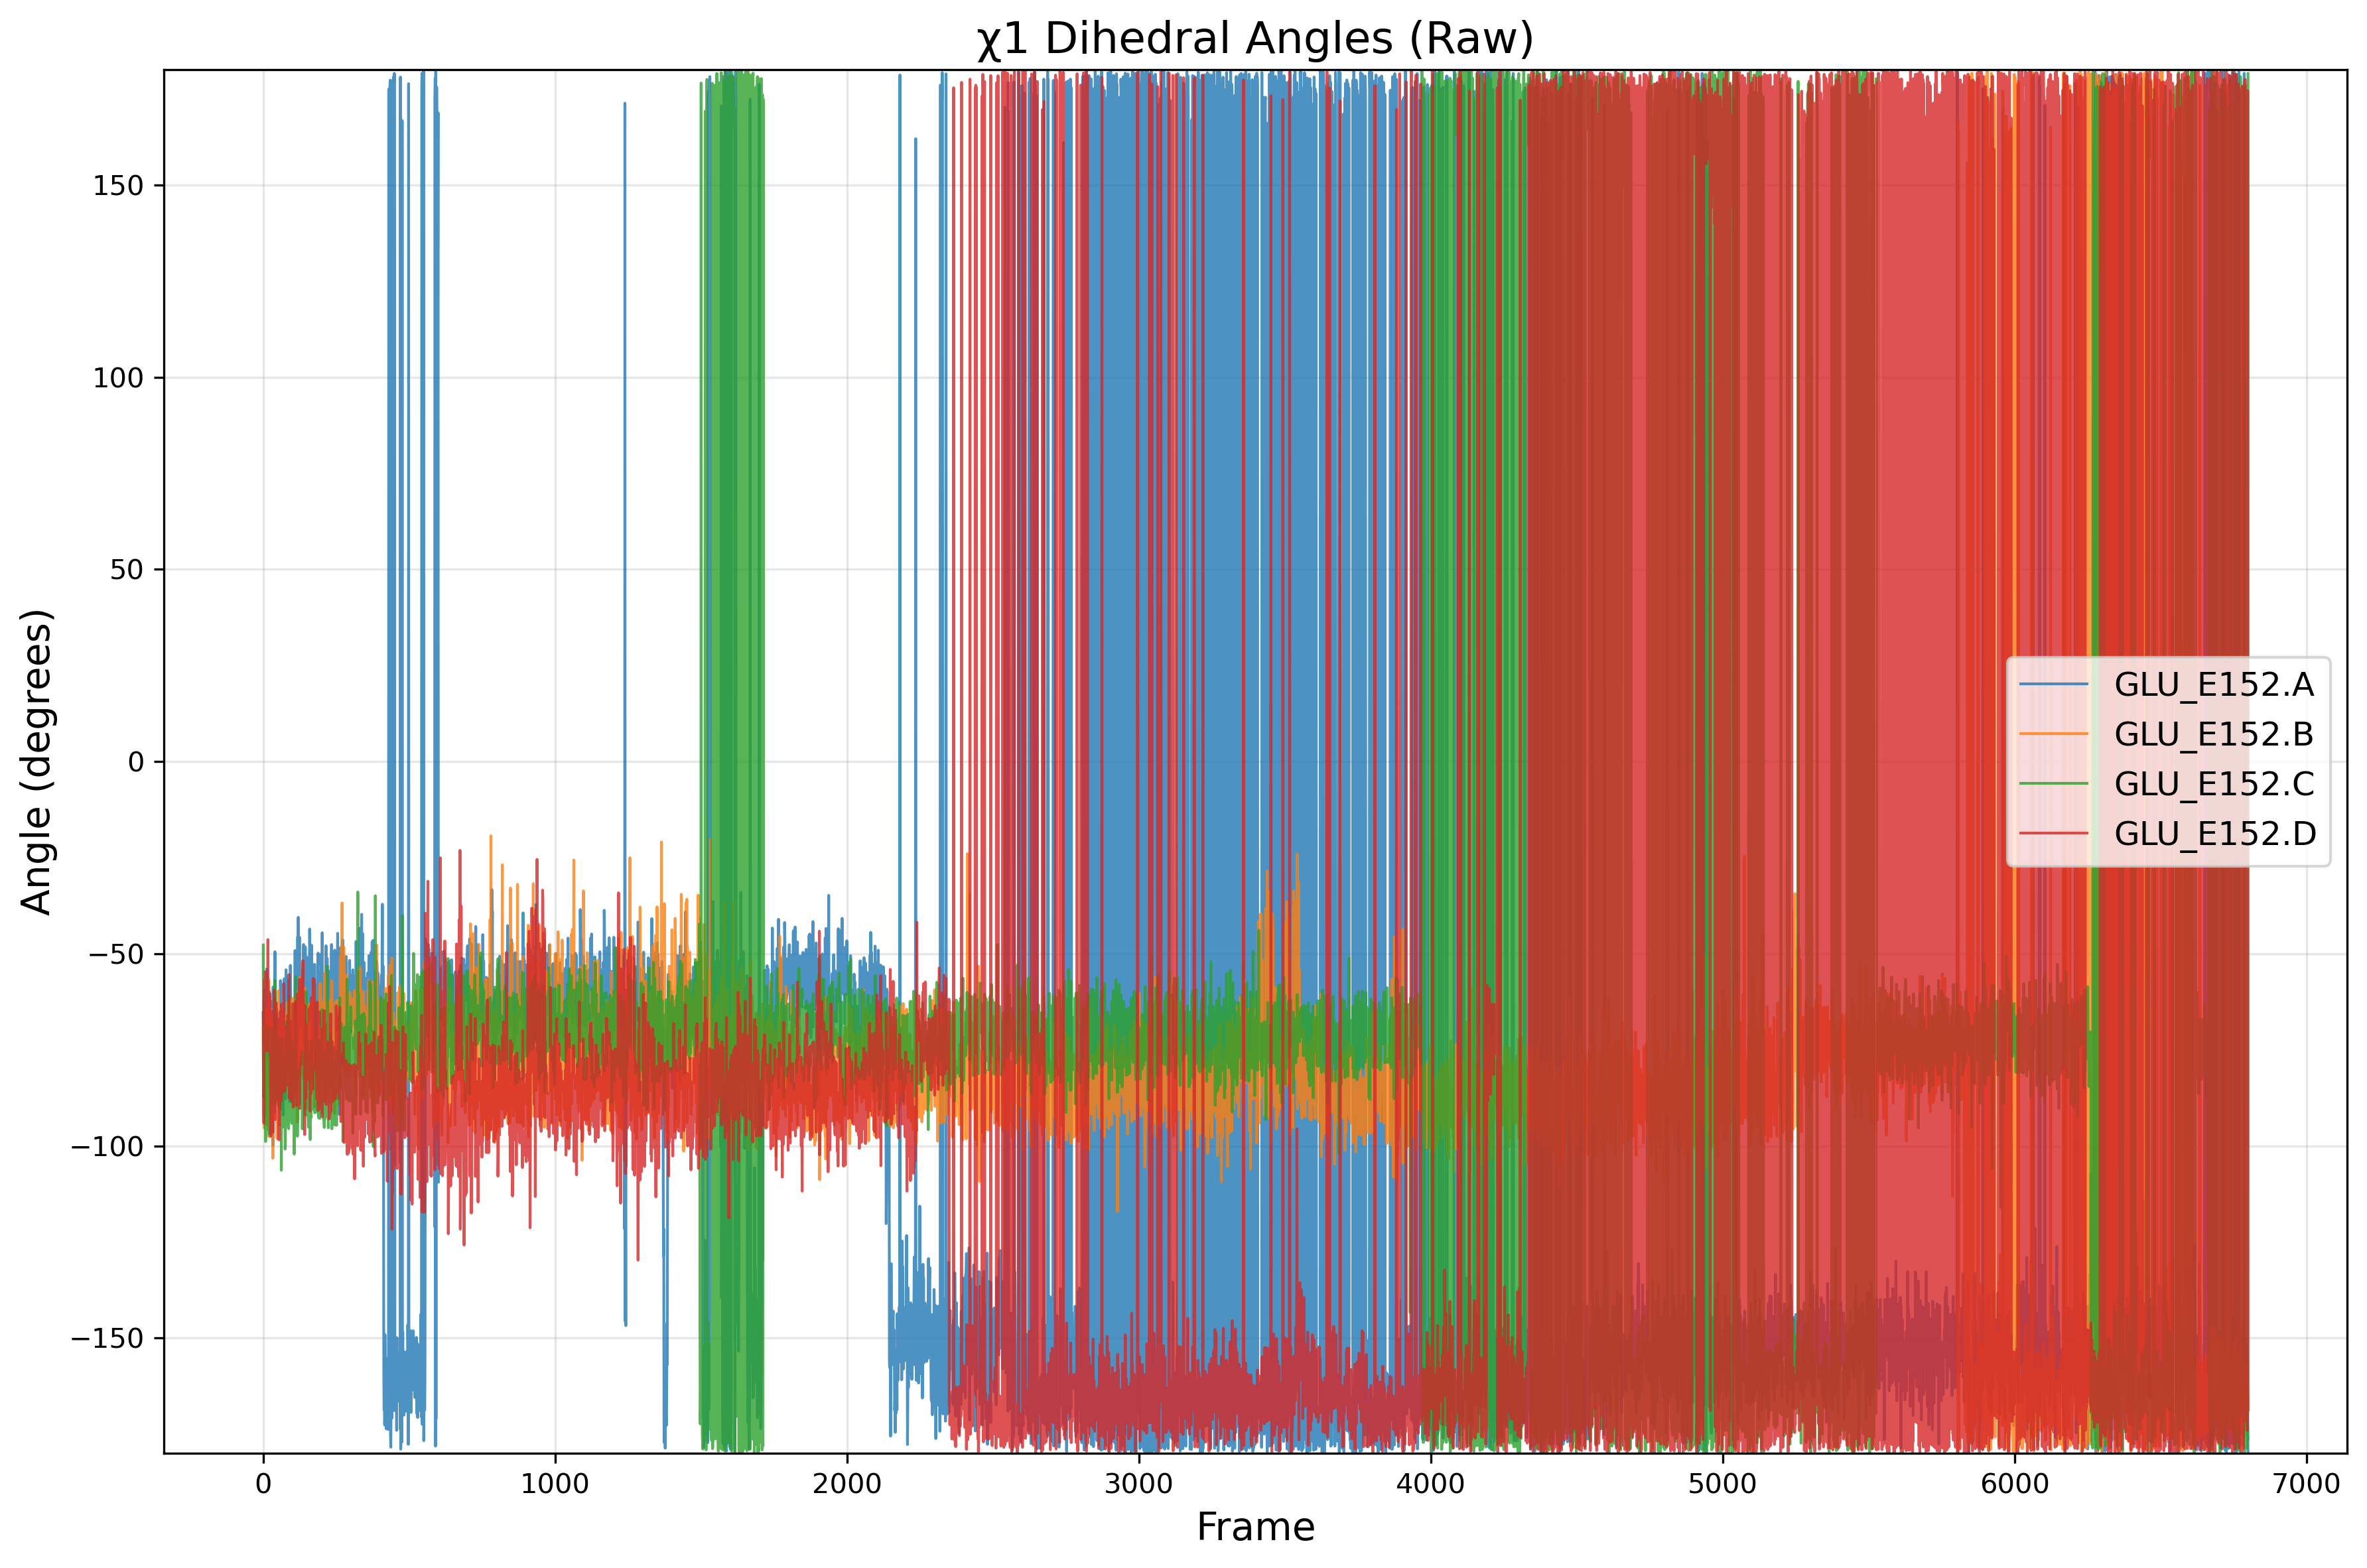 χ1 Dihedral Angles (Raw)
150
100
50
0
−50
−100
−150
Angle (degrees)
GLU_E152.A
GLU_E152.B
GLU_E152.C
GLU_E152.D
0 1000 2000 3000 4000 5000 6000 7000
Frame